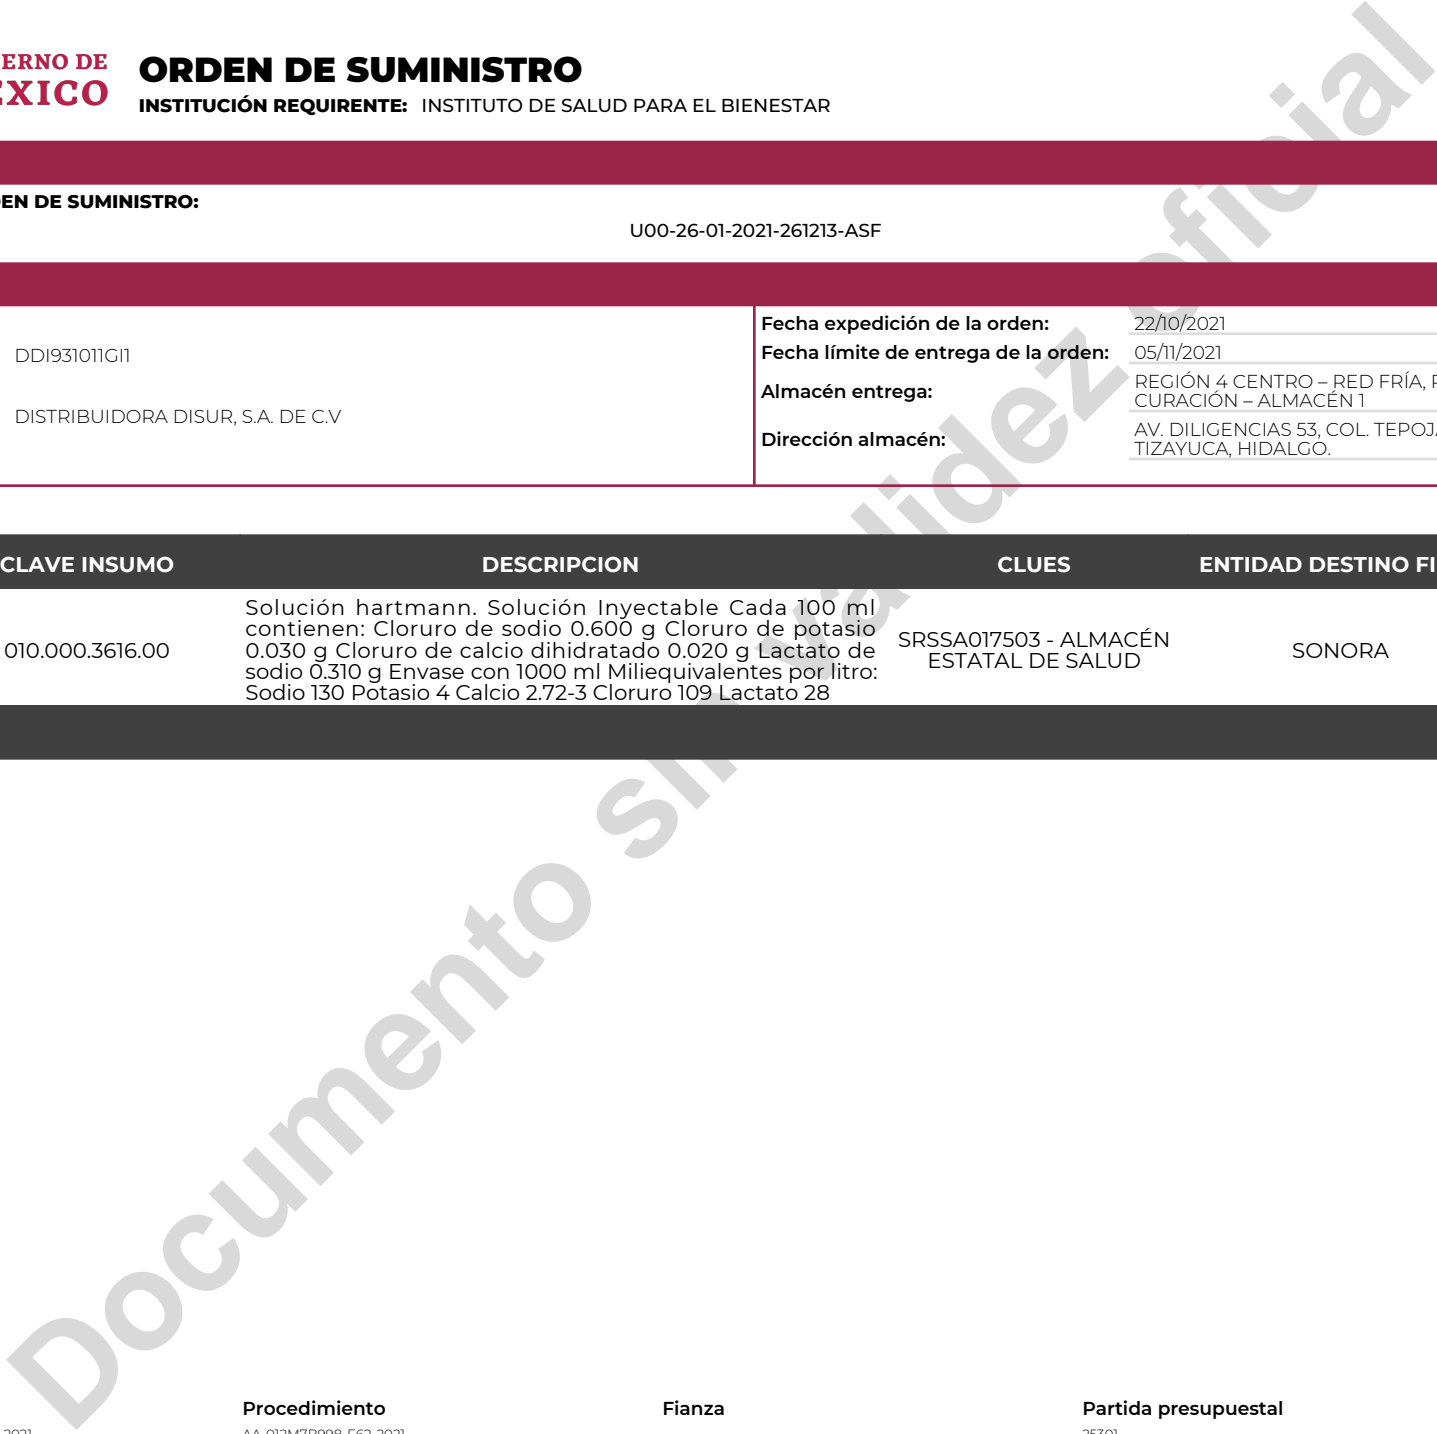 ERNO DE
EXICO
ORDEN DE SUMINISTRO
INSTITUCIÓN REQUIRENTE: INSTITUTO DE SALUD PARA EL BIENESTAR
EN DE SUMINISTRO:
U00-26-01-2021-261213-ASF
DDI931011GI1
DISTRIBUIDORA DISUR, S.A. DE C.V
Fecha expedición de la orden: 22/10/2021
Fecha límite de entrega de la orden: 05/11/2021
Almacén entrega: REGIÓN 4 CENTRO – RED FRÍA,
CURACIÓN – ALMACÉN 1
Dirección almacén: AV. DILIGENCIAS 53, COL. TEPOJ
TIZAYUCA, HIDALGO.
CLAVE INSUMO DESCRIPCION CLUES ENTIDAD DESTINO FI
010.000.3616.00
Solución hartmann. Solución Inyectable Cada 100 ml
contienen: Cloruro de sodio 0.600 g Cloruro de potasio
0.030 g Cloruro de calcio dihidratado 0.020 g Lactato de
sodio 0.310 g Envase con 1000 ml Miliequivalentes por litro:
Sodio 130 Potasio 4 Calcio 2.72-3 Cloruro 109 Lactato 28
SRSSA017503 - ALMACÉN
ESTATAL DE SALUD
SONORA
Documento sin validez oficial
Procedimiento Fianza Partida presupuestal